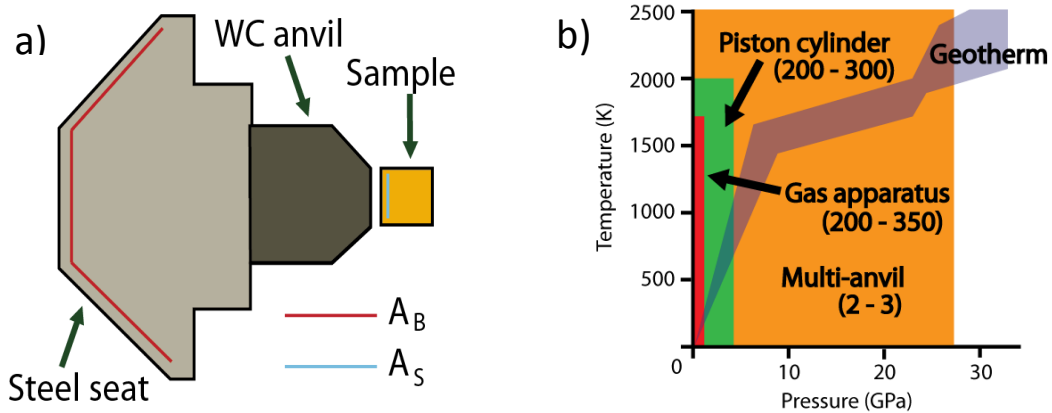 a)
WC anvil
Sample
Steel seat
A_B
A_S
b)
Temperature (K)
2500
2000
1500
1000
500
0
Piston cylinder
(200 - 300)
Geotherm
Gas apparatus
(200 - 350)
Multi-anvil
(2 - 3)
0
10
20
30
Pressure (GPa)